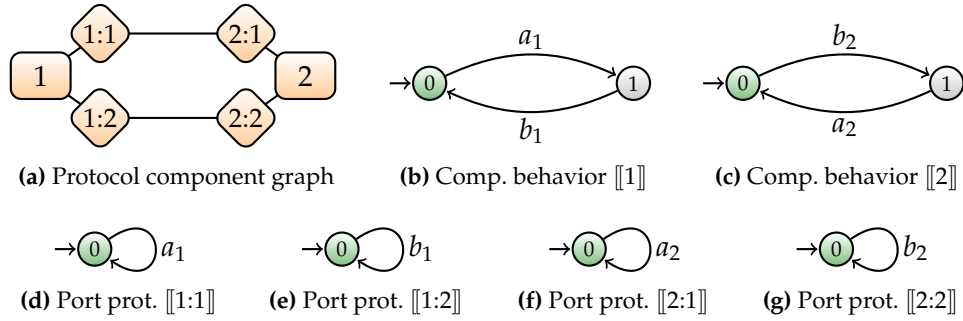 1:1 2:1
1 2
1:2 2:2
(a) Protocol component graph
a₁
0 1
b₁
(b) Comp. behavior ⟦1⟧
b₂
0 1
a₂
(c) Comp. behavior ⟦2⟧
0 a₁
(d) Port prot. ⟦1:1⟧
0 b₁
(e) Port prot. ⟦1:2⟧
0 a₂
(f) Port prot. ⟦2:1⟧
0 b₂
(g) Port prot. ⟦2:2⟧